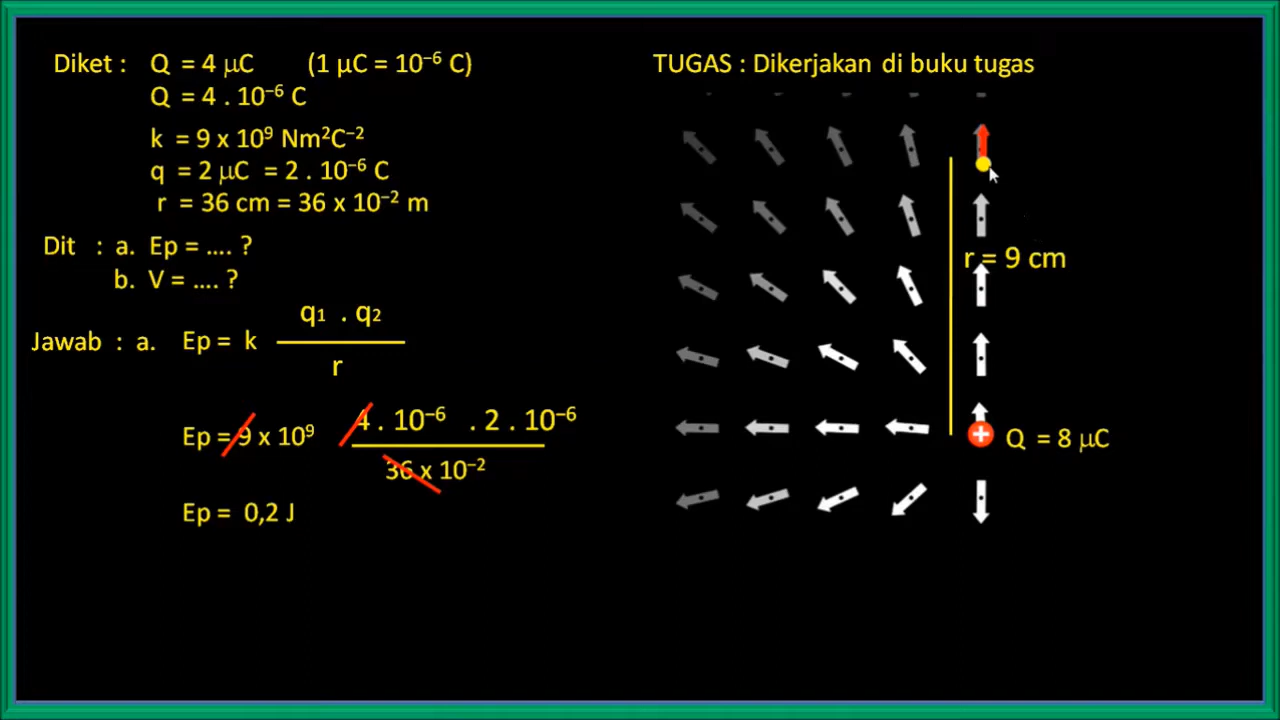 Diket : Q = 4 µC (1 µC = 10⁻⁶ C)
Q = 4 . 10⁻⁶ C
k = 9 x 10⁹ Nm²C⁻²
q = 2 µC = 2 . 10⁻⁶ C
r = 36 cm = 36 x 10⁻² m
Dit : a. Ep = .... ?
b. V = .... ?
Jawab : a. Ep = k
q₁ . q₂
r
Ep = 9 x 10⁹
4 . 10⁻⁶ . 2 . 10⁻⁶
36 x 10⁻²
Ep = 0,2 J
TUGAS : Dikerjakan di buku tugas
r = 9 cm
+
Q = 8 µC